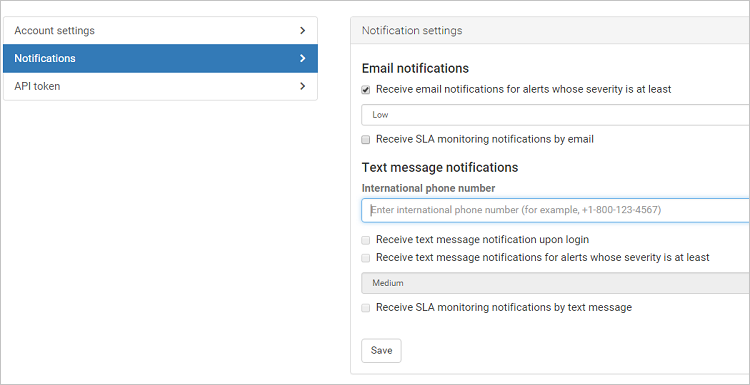 Account settings
Notifications
API token
Notification settings
Email notifications
Receive email notifications for alerts whose severity is at least
Low
Receive SLA monitoring notifications by email
Text message notifications
International phone number
Enter international phone number (for example, +1-800-123-4567)
Receive text message notification upon login
Receive text message notifications for alerts whose severity is at least
Medium
Receive SLA monitoring notifications by text message
Save